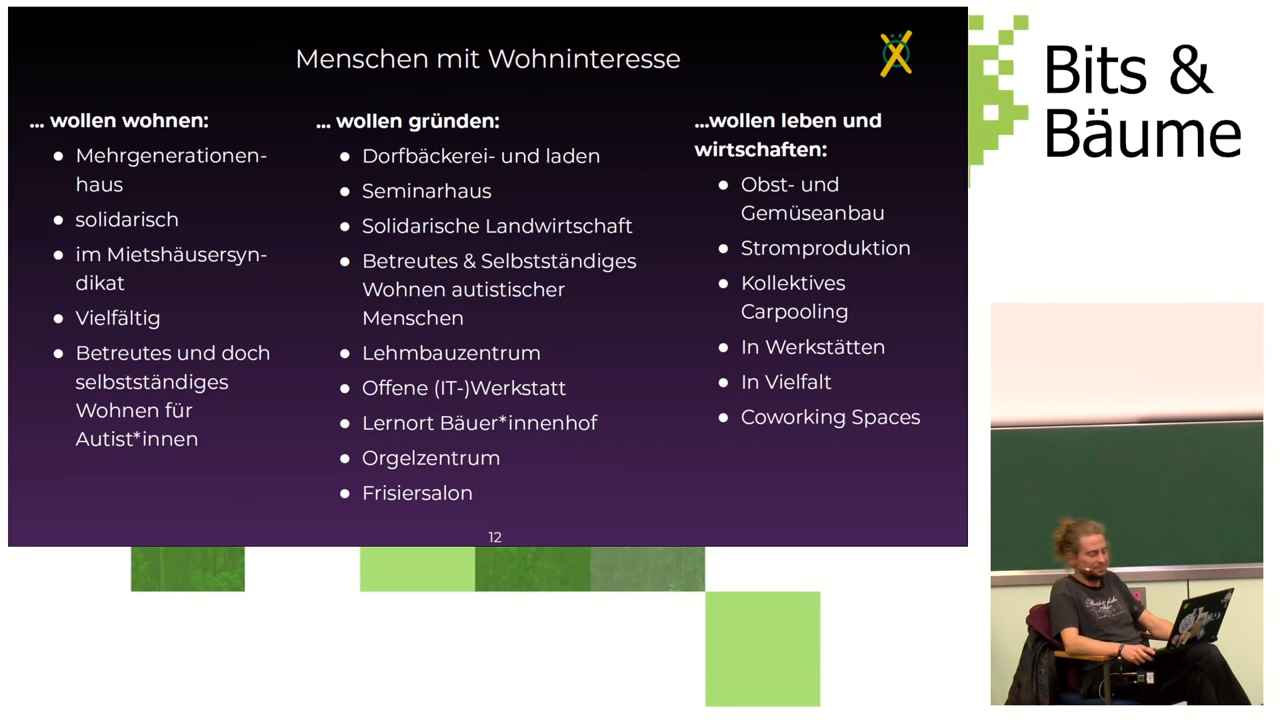 Menschen mit Wohninteresse
... wollen wohnen:
● Mehrgenerationen-
haus
● solidarisch
● im Mietshäusersyn-
dikat
● Vielfältig
● Betreutes und doch
selbstständiges
Wohnen für
Autist*innen
... wollen gründen:
● Dorfbäckerei- und laden
● Seminarhaus
● Solidarische Landwirtschaft
● Betreutes & Selbstständiges
Wohnen autistischer
Menschen
● Lehmbauzentrum
● Offene (IT-)Werkstatt
● Lernort Bäuer*innenhof
● Orgelzentrum
● Frisiersalon
...wollen leben und
wirtschaften:
● Obst- und
Gemüseanbau
● Stromproduktion
● Kollektives
Carpooling
● In Werkstätten
● In Vielfalt
● Coworking Spaces
12
Bits &
Bäume